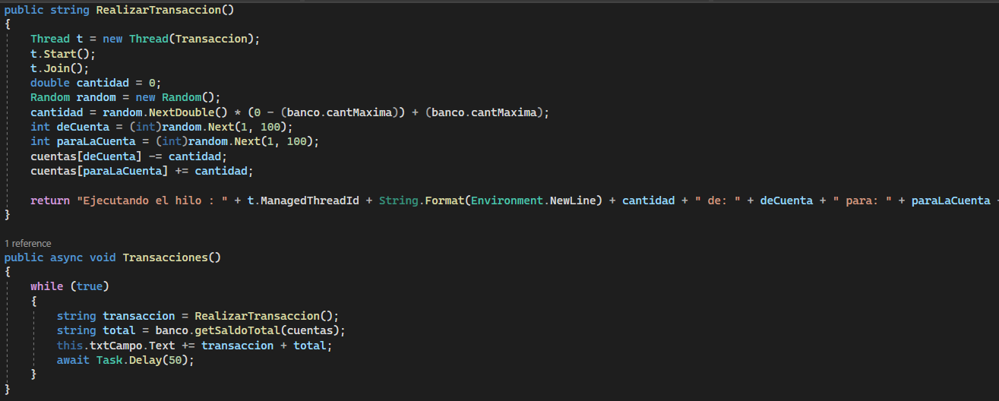 public string RealizarTransaccion()
{
Thread t = new Thread(Transaccion);
t.Start();
t.Join();
double cantidad = 0;
Random random = new Random();
cantidad = random.NextDouble() * (0 - (banco.cantMaxima)) + (banco.cantMaxima);
int deCuenta = (int)random.Next(1, 100);
int paraLaCuenta = (int)random.Next(1, 100);
cuentas[deCuenta] -= cantidad;
cuentas[paraLaCuenta] += cantidad;
return "Ejecutando el hilo : " + t.ManagedThreadId + String.Format(Environment.NewLine) + cantidad + " de: " + deCuenta + " para: " + paraLaCuenta +
}
1 reference
public async void Transacciones()
{
while (true)
{
string transaccion = RealizarTransaccion();
string total = banco.getSaldoTotal(cuentas);
this.txtCampo.Text += transaccion + total;
await Task.Delay(50);
}
}